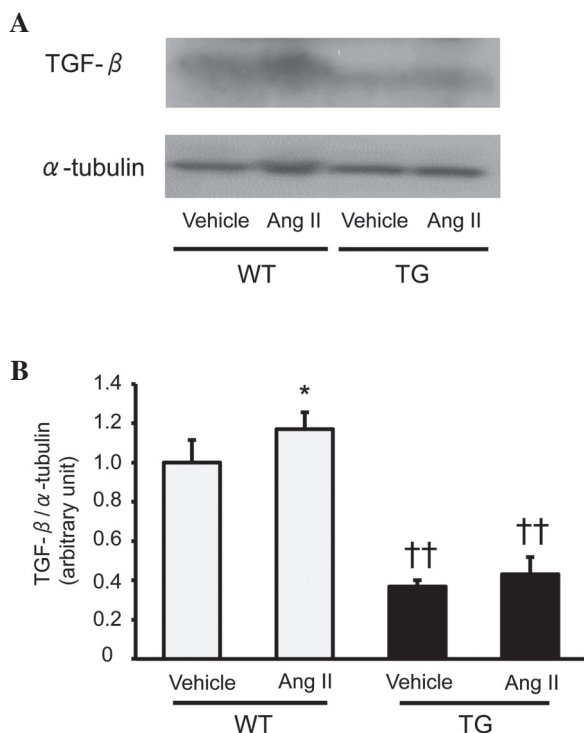 A
TGF-β
α-tubulin
Vehicle Ang II Vehicle Ang II
WT TG
B
TGF-β/α-tubulin
(arbitrary unit)
1.4
1.2
1.0
0.8
0.6
0.4
0.2
0
*
††
††
Vehicle Ang II Vehicle Ang II
WT TG